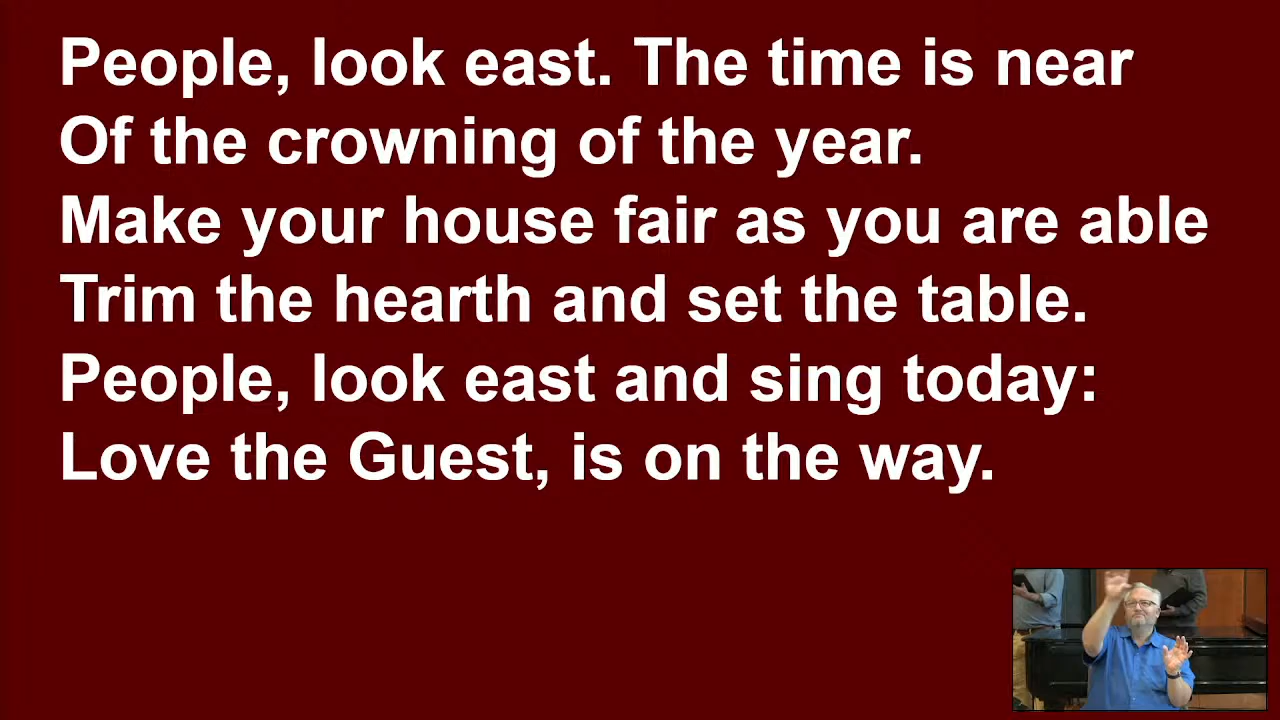 People, look east. The time is near
Of the crowning of the year.
Make your house fair as you are able
Trim the hearth and set the table.
People, look east and sing today:
Love the Guest, is on the way.